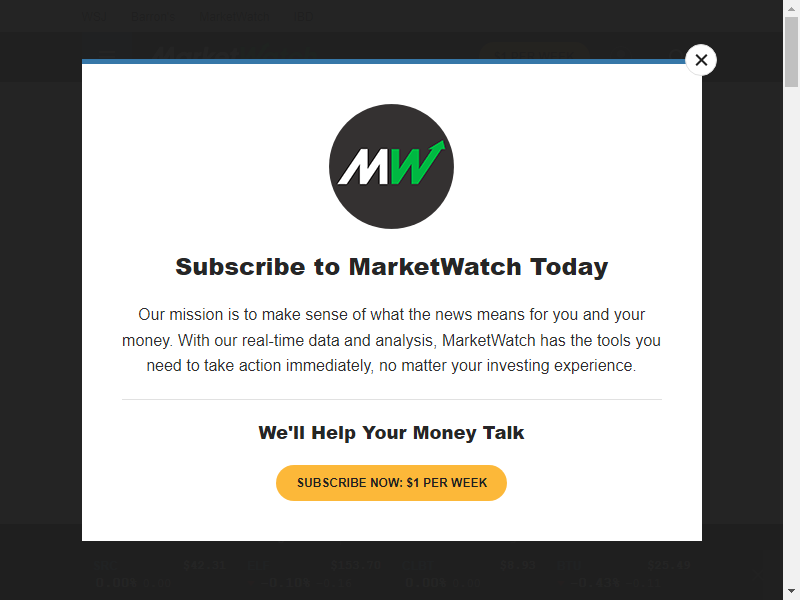 Market
MW
Subscribe to MarketWatch Today
Our mission is to make sense of what the news means for you and your
money. With our real-time data and analysis, MarketWatch has the tools you
need to take action immediately, no matter your investing experience.
We'll Help Your Money Talk
SUBSCRIBE NOW: $1 PER WEEK